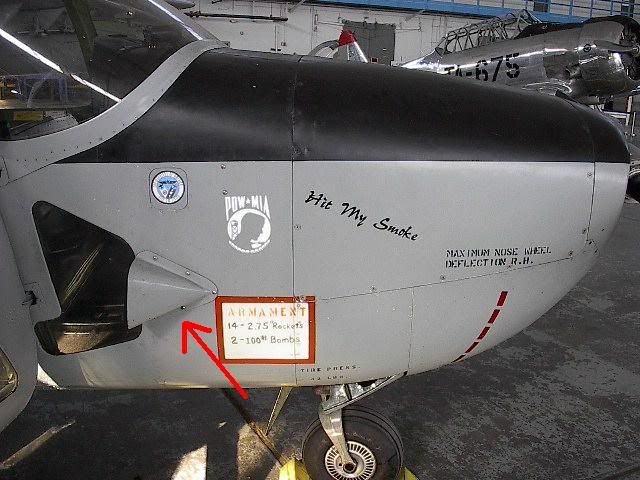 TA-675
POW★MIA
Hit My Smoke
MAXIMUM NOSE WHEEL
DEFLECTION R.H.
ARMAMENT
14-2.75" Rockets
2-100## Bombs
TIRE PRESS.